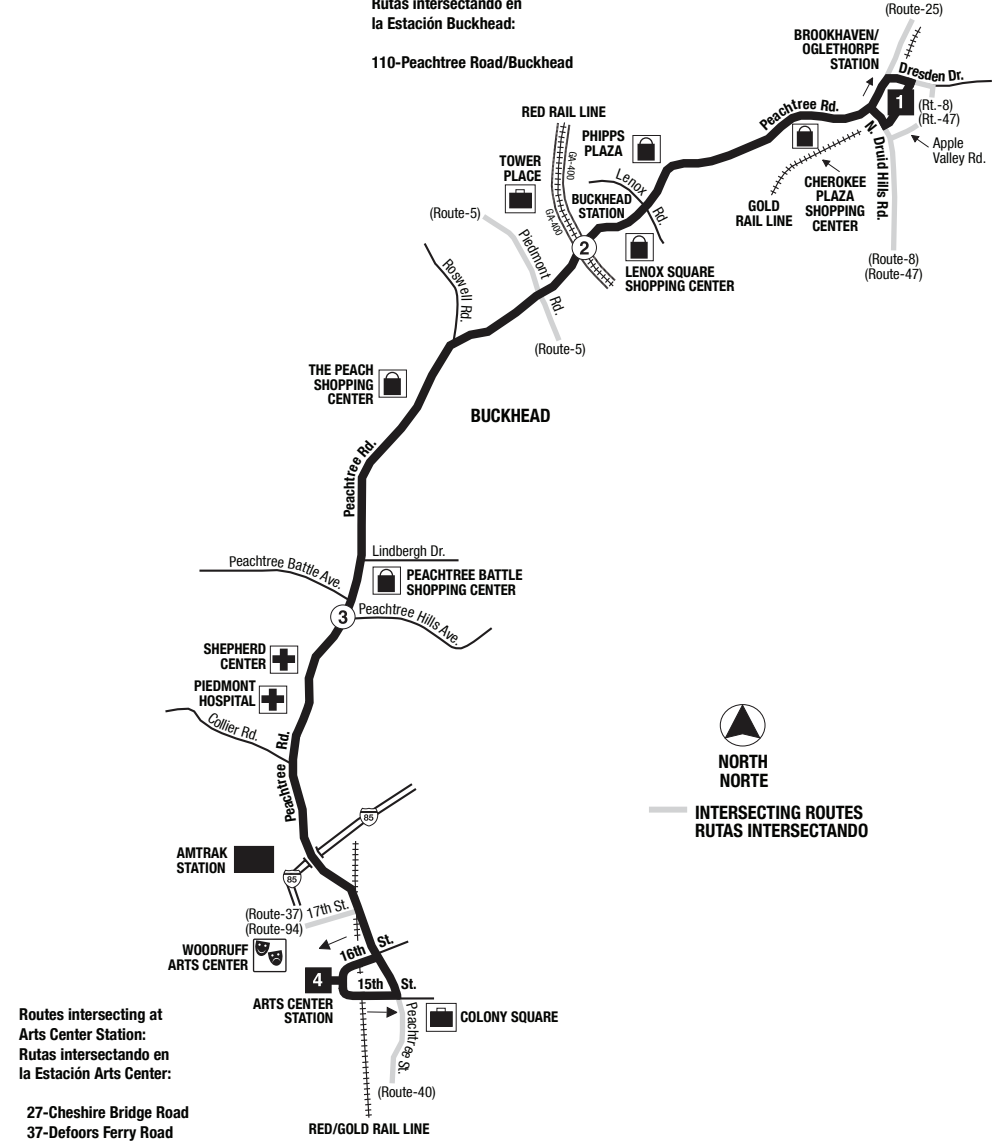 Rutas intersectando en
la Estación Buckhead:
110-Peachtree Road/Buckhead
(Route-25)
BROOKHAVEN/
OGLETHORPE
STATION
Dresden Dr.
1
(Rt.-8)
(Rt.-47)
Apple
Valley Rd.
N. Druid Hills Rd.
Peachtree Rd.
CHEROKEE
PLAZA
SHOPPING
CENTER
GOLD
RAIL LINE
(Route-8)
(Route-47)
RED RAIL LINE
GA-400
GA-400
PHIPPS
PLAZA
TOWER
PLACE
Lenox Rd.
BUCKHEAD
STATION
(Route-5)
Piedmont Rd.
2
LENOX SQUARE
SHOPPING CENTER
Roswell Rd.
(Route-5)
THE PEACH
SHOPPING
CENTER
BUCKHEAD
Peachtree Rd.
Lindbergh Dr.
Peachtree Battle Ave.
PEACHTREE BATTLE
SHOPPING CENTER
3
Peachtree Hills Ave.
SHEPHERD
CENTER
PIEDMONT
HOSPITAL
Collier Rd.
Peachtree Rd.
NORTH
NORTE
INTERSECTING ROUTES
RUTAS INTERSECTANDO
85
AMTRAK
STATION
85
(Route-37)
(Route-94)
17th St.
WOODRUFF
ARTS CENTER
16th St.
4
15th St.
ARTS CENTER
STATION
Peachtree St.
COLONY SQUARE
(Route-40)
RED/GOLD RAIL LINE
Routes intersecting at
Arts Center Station:
Rutas intersectando en
la Estación Arts Center:
27-Cheshire Bridge Road
37-Defoors Ferry Road